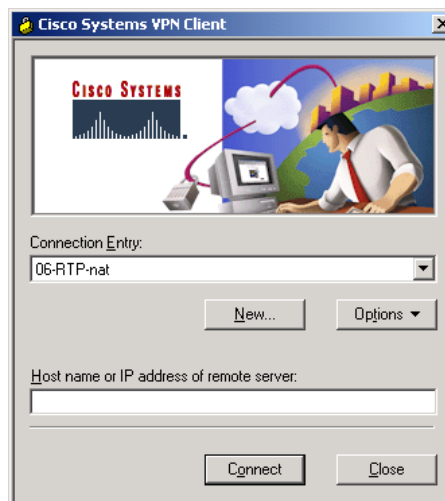 Cisco Systems VPN Client
CISCO SYSTEMS
Connection Entry:
06-RTP-nat
New...
Options
Host name or IP address of remote server:
Connect
Close